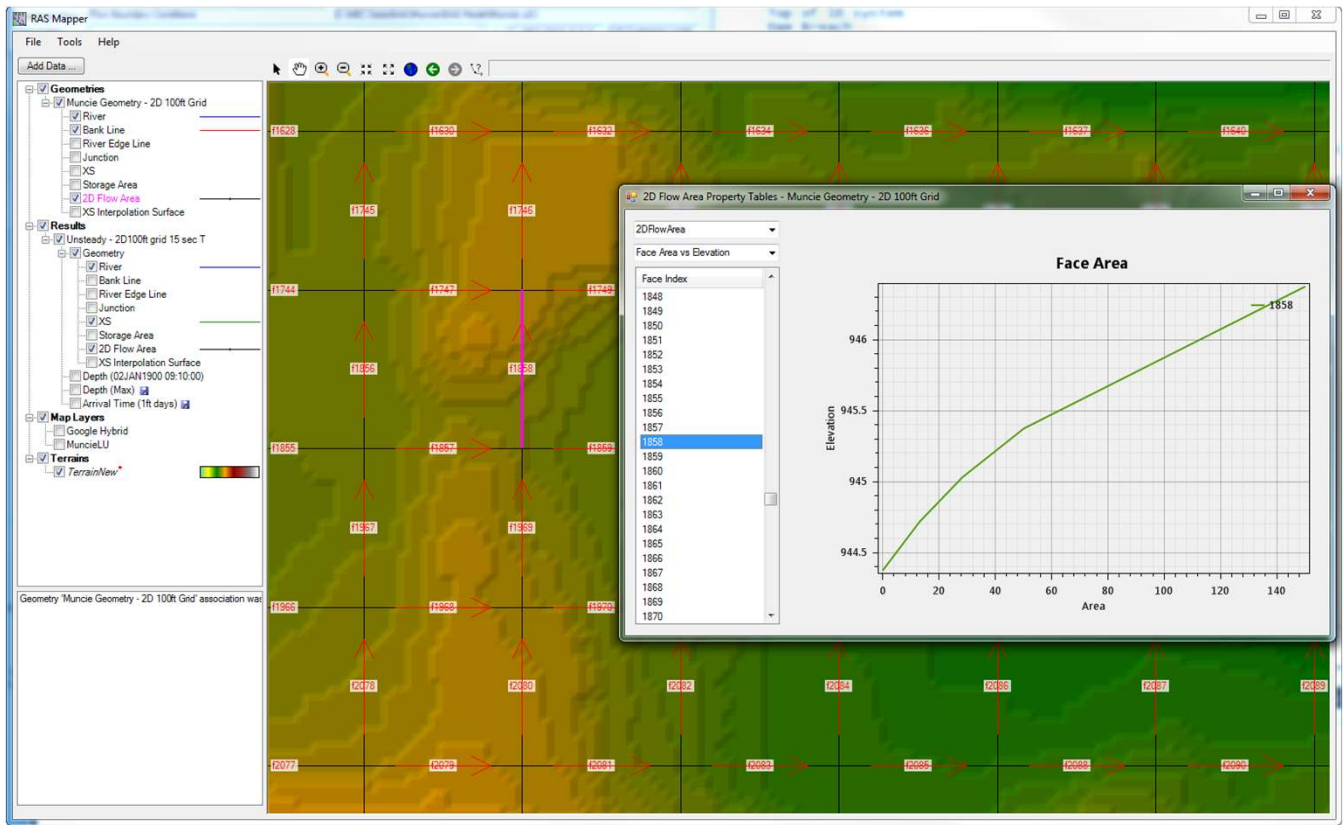 RAS Mapper
File Tools Help
Add Data ...
Geometries
Muncie Geometry - 2D 100ft Grid
River
Bank Line
River Edge Line
Junction
XS
Storage Area
2D Flow Area
XS Interpolation Surface
Results
Unsteady - 2D100ft grid 15 sec T
Geometry
River
Bank Line
River Edge Line
Junction
XS
Storage Area
2D Flow Area
XS Interpolation Surface
Depth (02JAN1900 09:10:00)
Depth (Max)
Arrival Time (1ft days)
Map Layers
Google Hybrid
MuncieLU
Terrains
TerrainNew*
Geometry 'Muncie Geometry - 2D 100ft Grid' association was
f1628 f1630 f1632 f1634 f1636 f1637 f1640
f1745 f1746
f1744 f1747 f1749
f1856 f1858
f1855 f1857 f1859
f1967 f1969
f1966 f1968 f1970
f2078 f2080 f2082 f2084 f2086 f2087 f2089
f2077 f2079 f2081 f2083 f2085 f2088 f2090
2D Flow Area Property Tables - Muncie Geometry - 2D 100ft Grid
2DFlowArea
Face Area vs Elevation
Face Index
1848
1849
1850
1851
1852
1853
1854
1855
1856
1857
1858
1859
1860
1861
1862
1863
1864
1865
1866
1867
1868
1869
1870
Face Area
1858
946
945.5
945
944.5
Elevation
0 20 40 60 80 100 120 140
Area